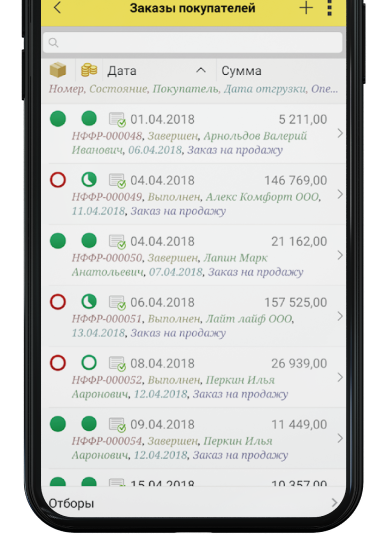 Заказы покупателей
Дата Сумма
Номер, Состояние, Покупатель, Дата отгрузки, Опе...
01.04.2018 5 211,00
НФФР-000048, Завершен, Арнольдов Валерий
Иванович, 06.04.2018, Заказ на продажу
04.04.2018 146 769,00
НФФР-000049, Выполнен, Алекс Комфорт ООО,
11.04.2018, Заказ на продажу
04.04.2018 21 162,00
НФФР-000050, Завершен, Лапин Марк
Анатольевич, 07.04.2018, Заказ на продажу
06.04.2018 157 525,00
НФФР-000051, Выполнен, Лайт лайф ООО,
13.04.2018, Заказ на продажу
08.04.2018 26 939,00
НФФР-000052, Выполнен, Перкин Илья
Ааронович, 12.04.2018, Заказ на продажу
09.04.2018 11 449,00
НФФР-000054, Завершен, Перкин Илья
Ааронович, 12.04.2018, Заказ на продажу
15.04.2018 10 357,00
Отборы